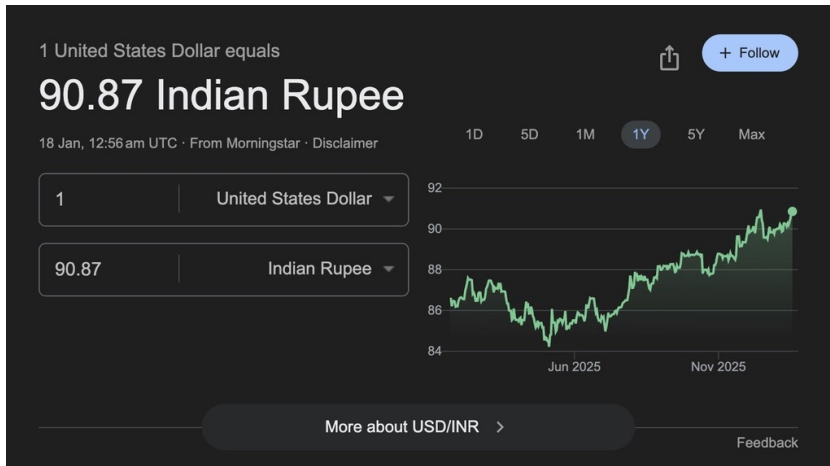 1 United States Dollar equals
90.87 Indian Rupee
18 Jan, 12:56 am UTC · From Morningstar · Disclaimer
+ Follow
1D 5D 1M 1Y 5Y Max
1 United States Dollar
90.87 Indian Rupee
92
90
88
86
84
Jun 2025 Nov 2025
More about USD/INR
Feedback